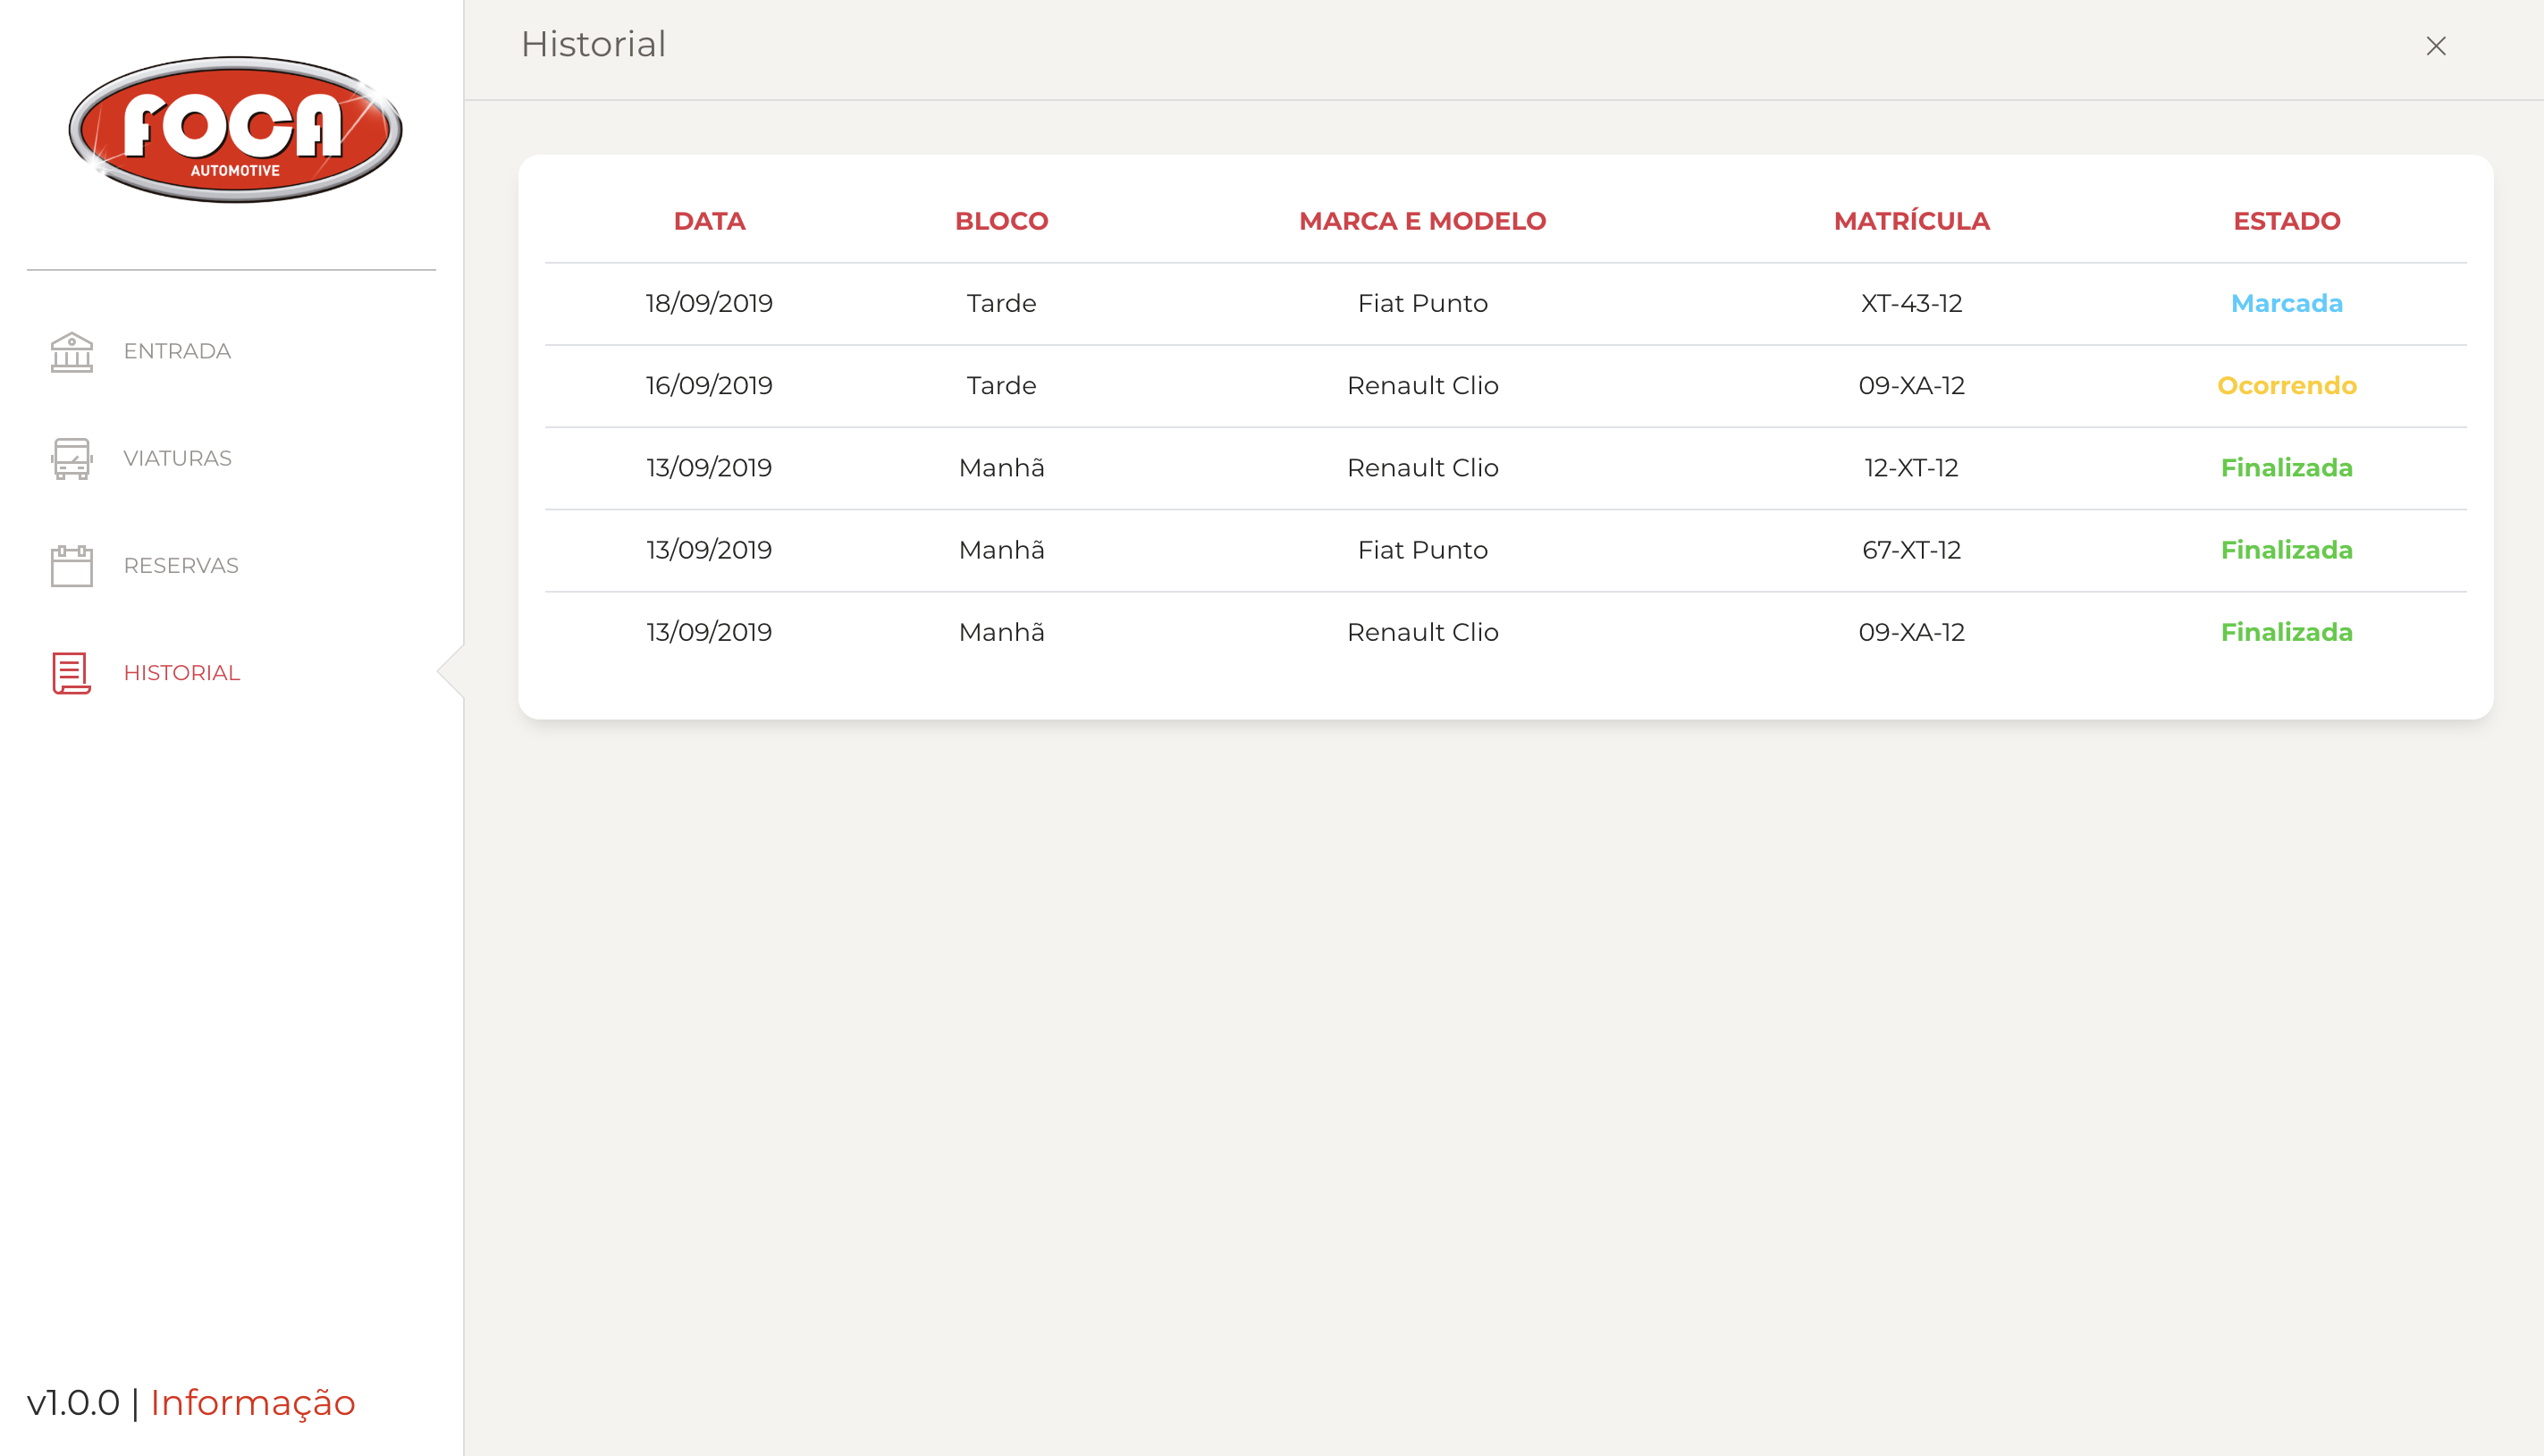 FOCA
AUTOMOTIVE
ENTRADA
VIATURAS
RESERVAS
HISTORIAL
v1.0.0 | Informação
Historial
DATA BLOCO MARCA E MODELO MATRÍCULA ESTADO
18/09/2019 Tarde Fiat Punto XT-43-12 Marcada
16/09/2019 Tarde Renault Clio 09-XA-12 Ocorrendo
13/09/2019 Manhã Renault Clio 12-XT-12 Finalizada
13/09/2019 Manhã Fiat Punto 67-XT-12 Finalizada
13/09/2019 Manhã Renault Clio 09-XA-12 Finalizada